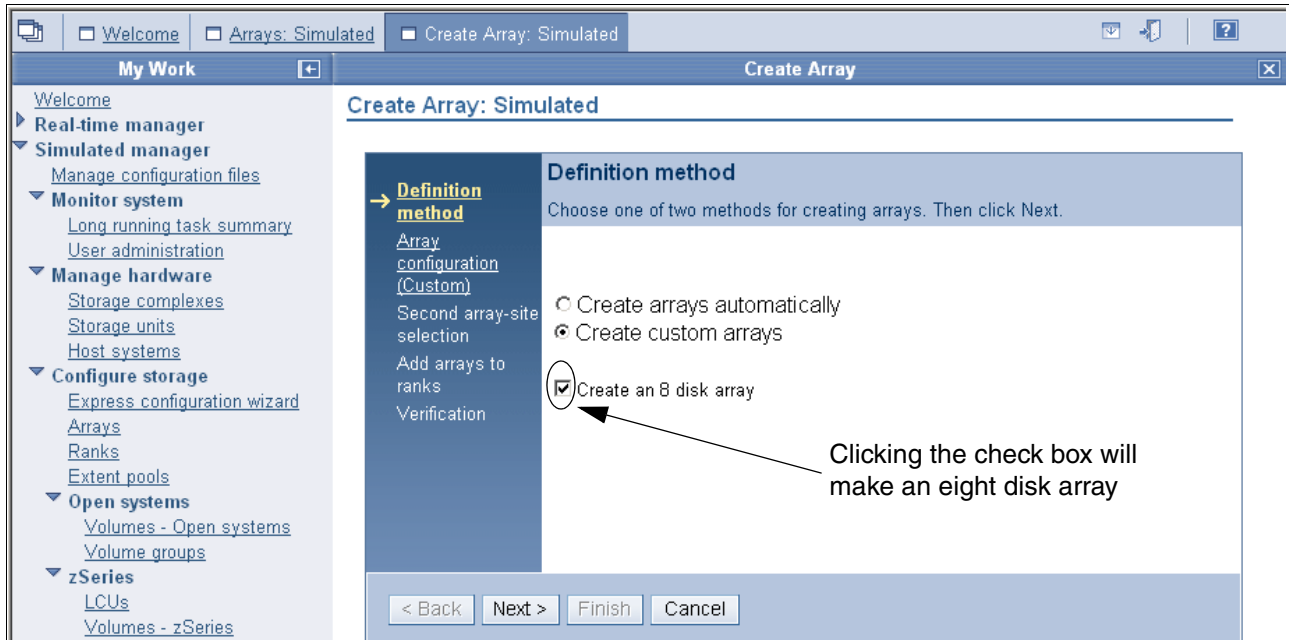 Welcome
Arrays: Simulated
Create Array: Simulated
?
My Work
Create Array
Welcome
Real-time manager
Simulated manager
Manage configuration files
Monitor system
Long running task summary
User administration
Manage hardware
Storage complexes
Storage units
Host systems
Configure storage
Express configuration wizard
Arrays
Ranks
Extent pools
Open systems
Volumes - Open systems
Volume groups
zSeries
LCUs
Volumes - zSeries
Create Array: Simulated
Definition
method
Array
configuration
(Custom)
Second array-site
selection
Add arrays to
ranks
Verification
Definition method
Choose one of two methods for creating arrays. Then click Next.
Create arrays automatically
Create custom arrays
Create an 8 disk array
Clicking the check box will
make an eight disk array
< Back
Next >
Finish
Cancel